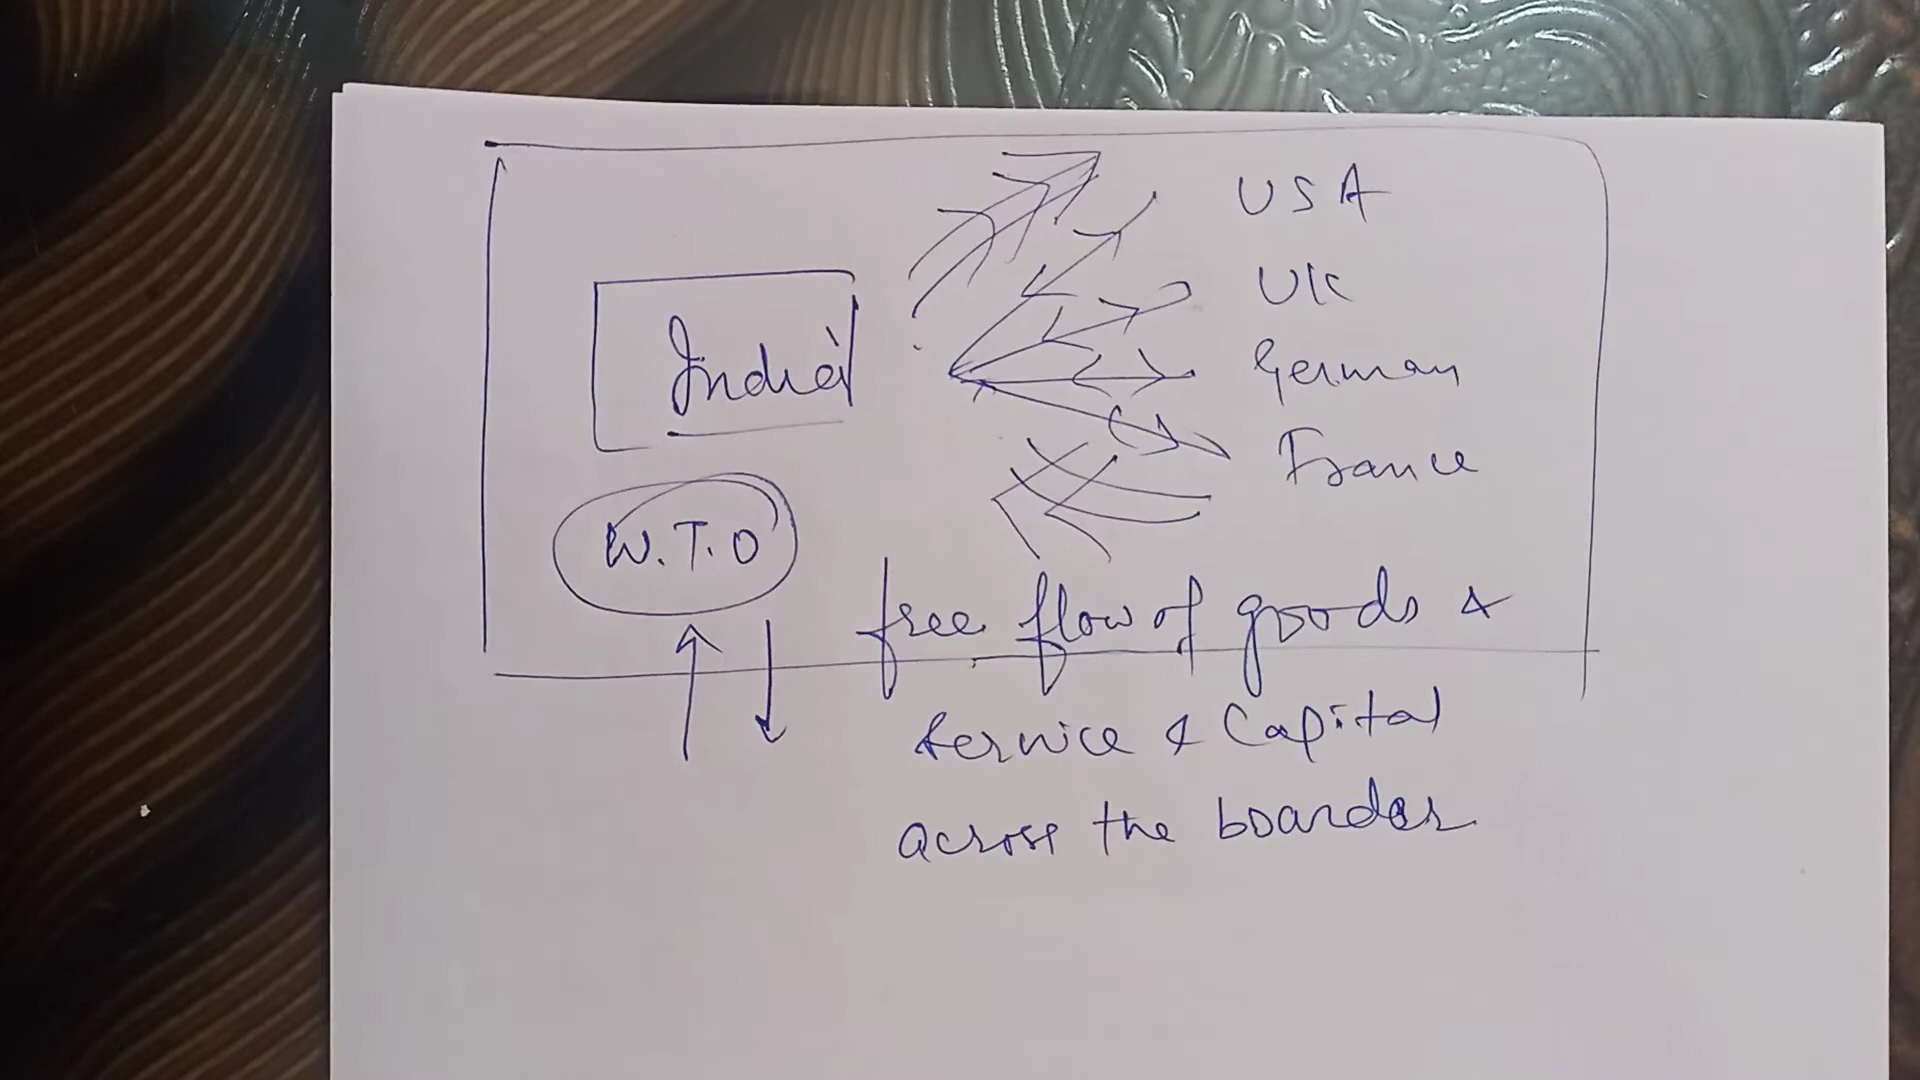 USA
UK
India
German
France
W.T.O
free flow of goods &
Service & Capital
across the boarder